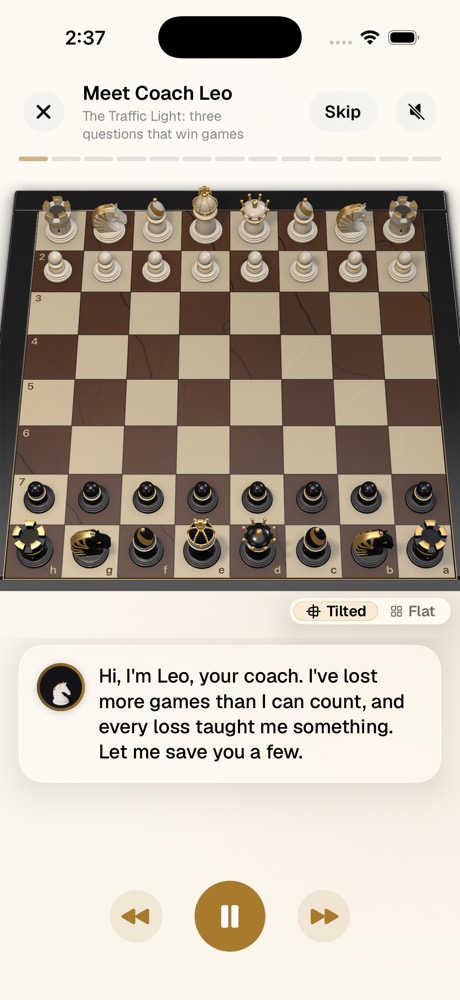 2:37
Meet Coach Leo
The Traffic Light: three
questions that win games
Skip
2
3
4
5
6
7
h g f e d c b a
Tilted
Flat
Hi, I'm Leo, your coach. I've lost
more games than I can count, and
every loss taught me something.
Let me save you a few.